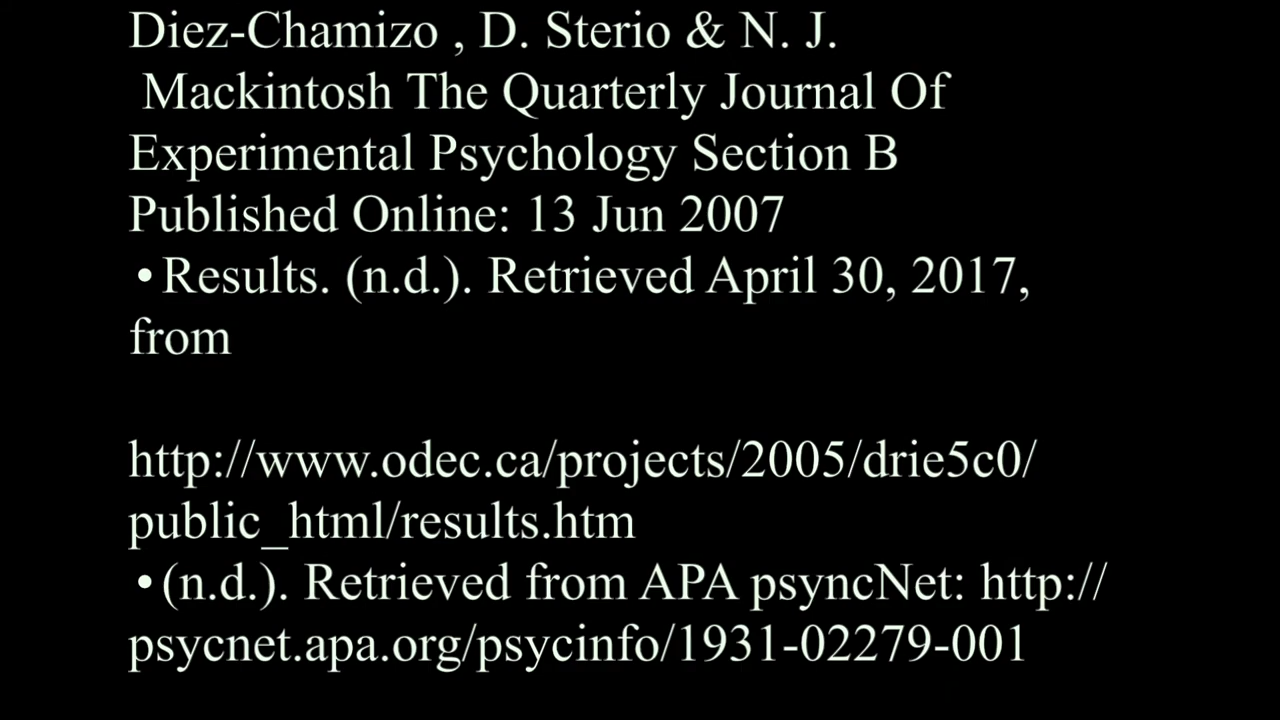 Diez-Chamizo , D. Sterio & N. J.
Mackintosh The Quarterly Journal Of
Experimental Psychology Section B
Published Online: 13 Jun 2007
•Results. (n.d.). Retrieved April 30, 2017,
from
http://www.odec.ca/projects/2005/drie5c0/
public_html/results.htm
•(n.d.). Retrieved from APA psyncNet: http://
psycnet.apa.org/psycinfo/1931-02279-001